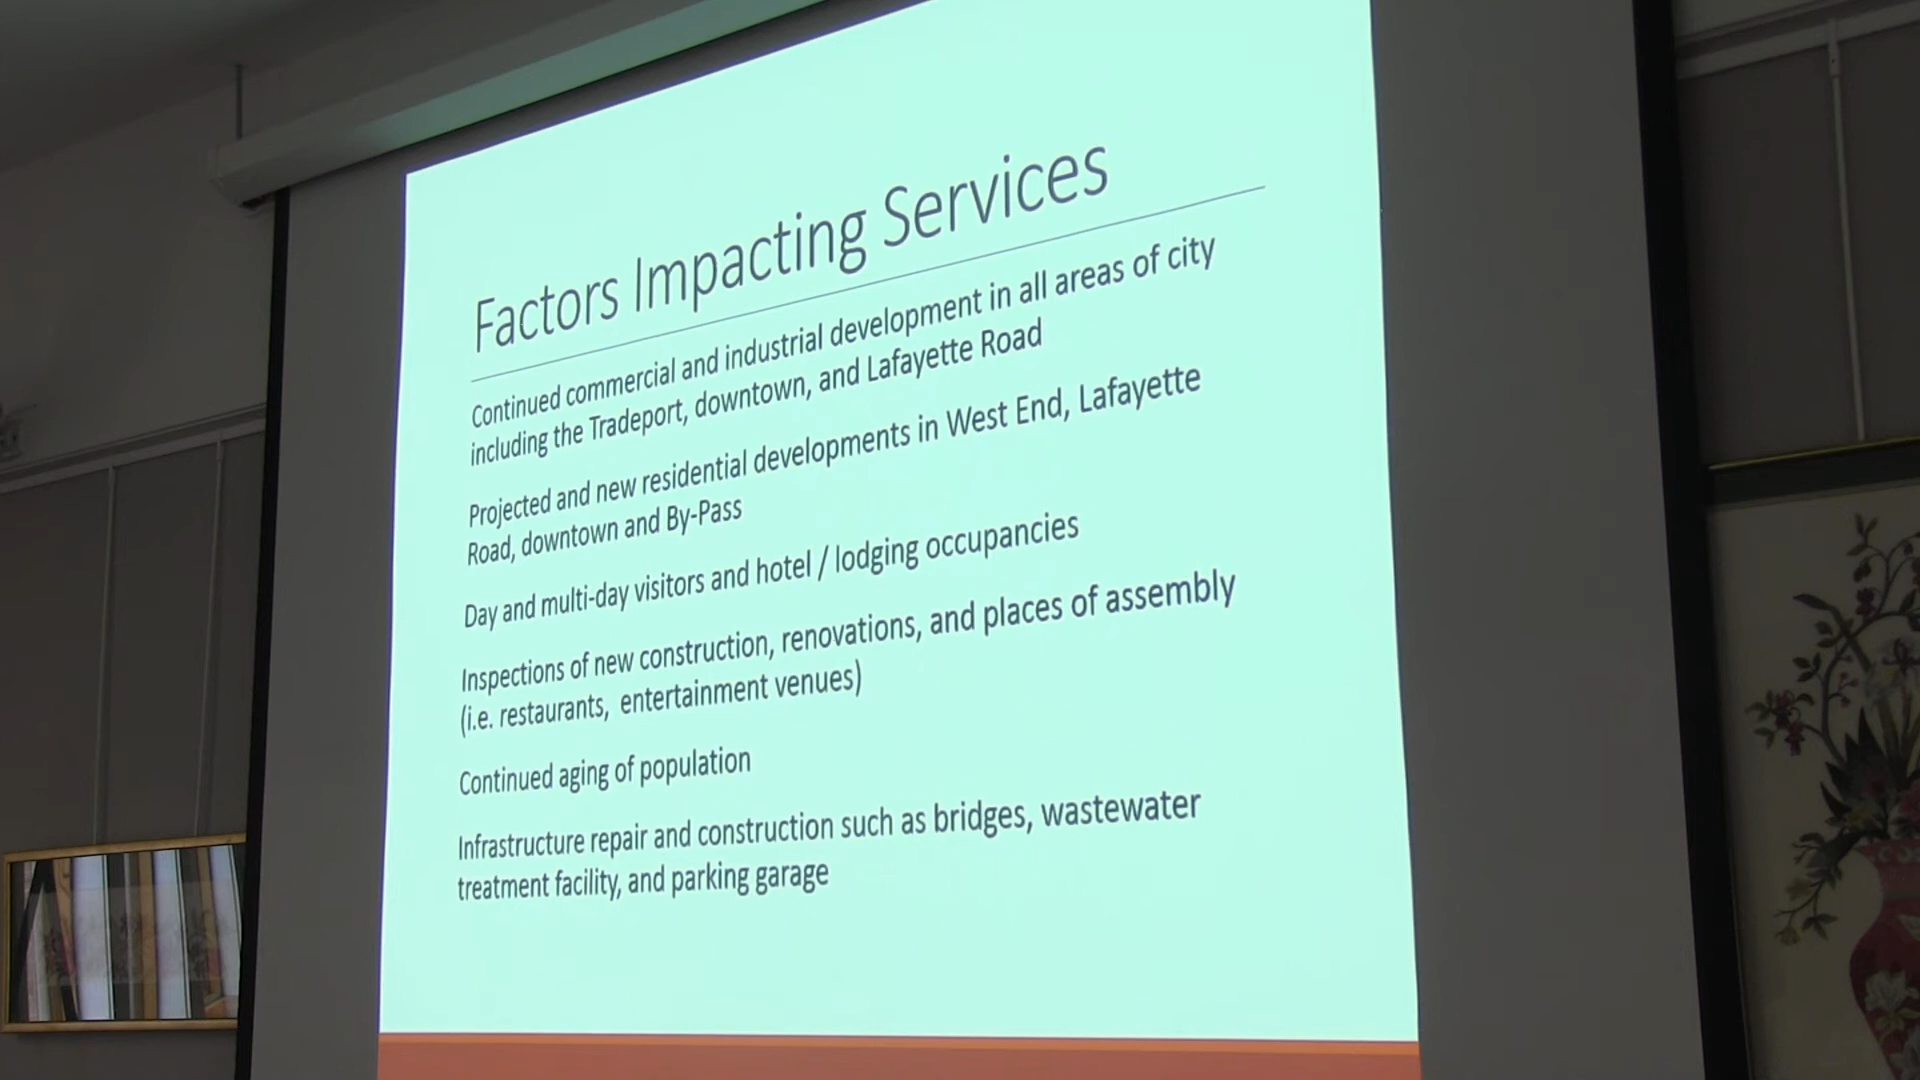 Factors Impacting Services
Continued commercial and industrial development in all areas of city
including the Tradeport, downtown, and Lafayette Road
Projected and new residential developments in West End, Lafayette
Road, downtown and By-Pass
Day and multi-day visitors and hotel / lodging occupancies
Inspections of new construction, renovations, and places of assembly
(i.e. restaurants, entertainment venues)
Continued aging of population
Infrastructure repair and construction such as bridges, wastewater
treatment facility, and parking garage